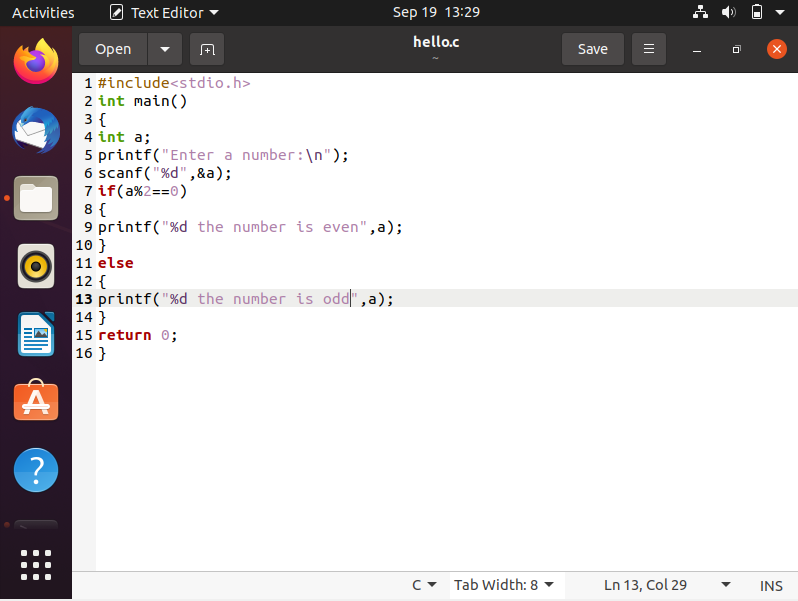 Activities Text Editor Sep 19 13:29
Open hello.c Save
~
1 #include<stdio.h>
2 int main()
3 {
4 int a;
5 printf("Enter a number:\n");
6 scanf("%d",&a);
7 if(a%2==0)
8 {
9 printf("%d the number is even",a);
10 }
11 else
12 {
13 printf("%d the number is odd",a);
14 }
15 return 0;
16 }
C Tab Width: 8 Ln 13, Col 29 INS